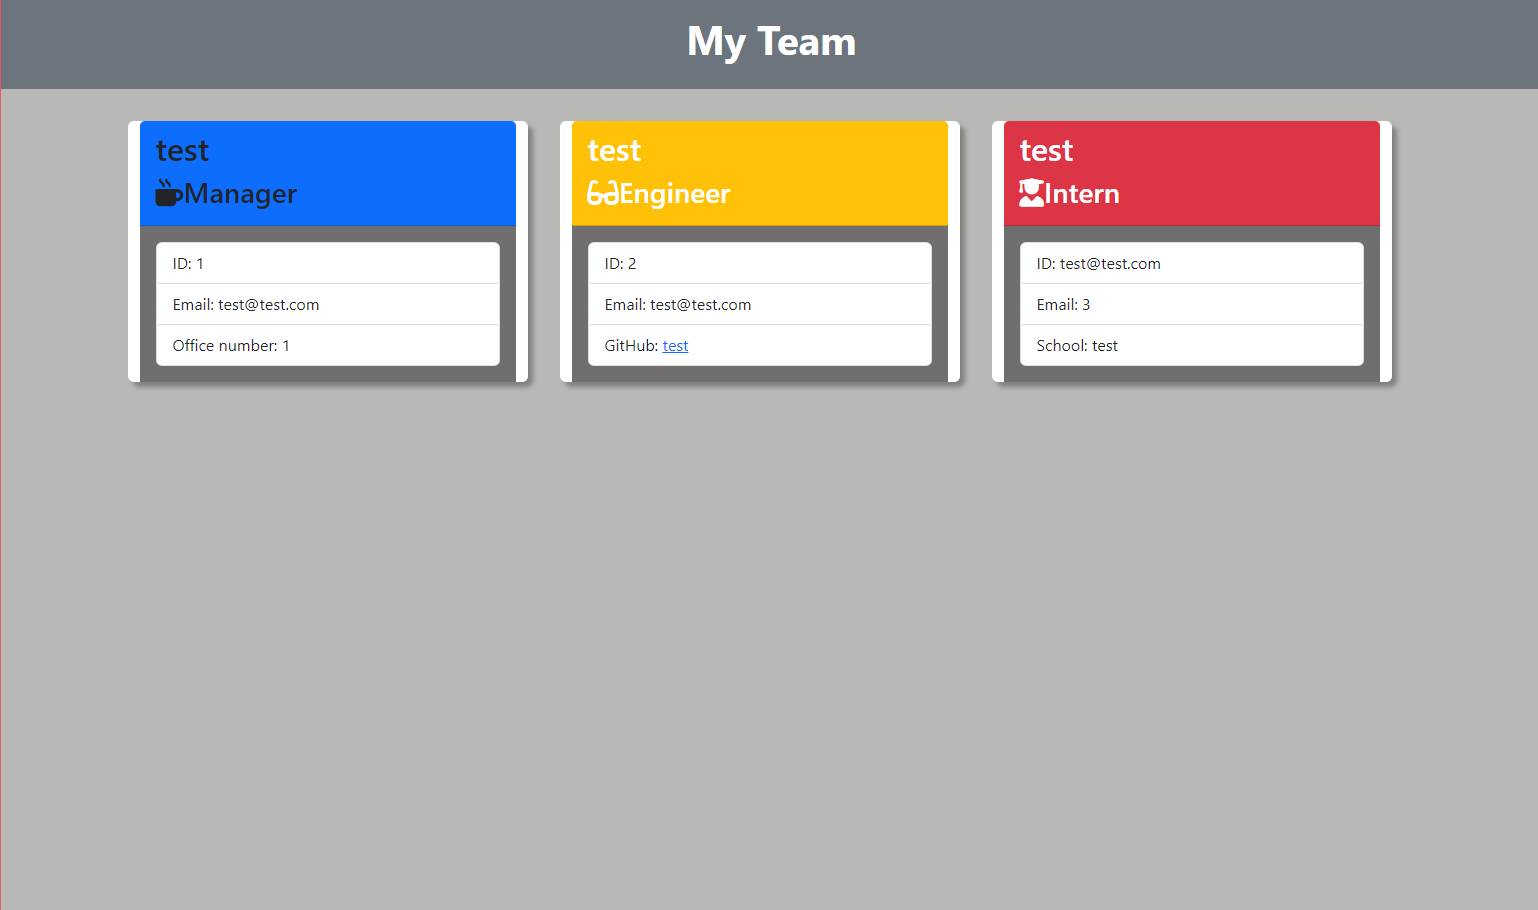 My Team
test
Manager
ID: 1
Email: test@test.com
Office number: 1
test
Engineer
ID: 2
Email: test@test.com
GitHub: test
test
Intern
ID: test@test.com
Email: 3
School: test